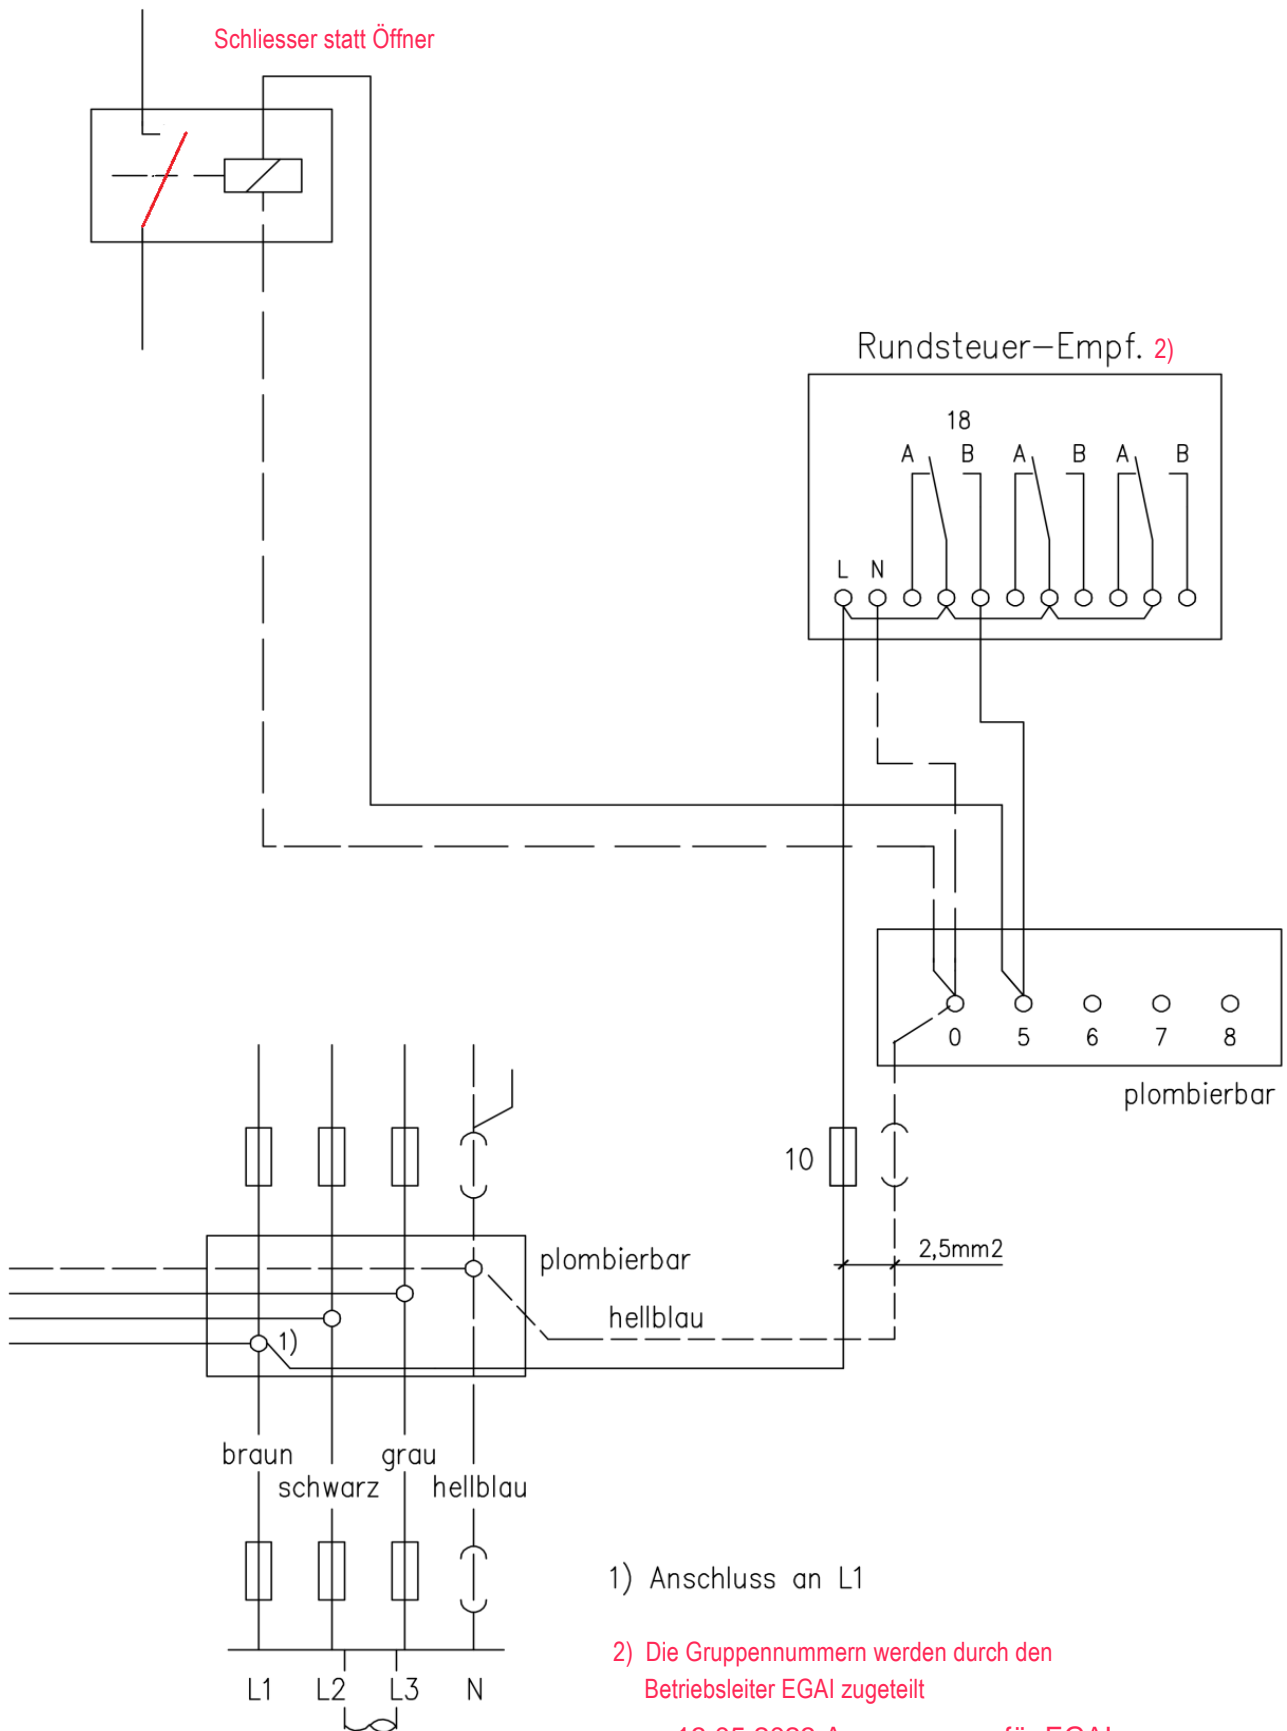 Schliesser statt Öffner
Rundsteuer-Empf. 2)
18
A B A B A B
L N
0 5 6 7 8
plombierbar
10
2,5mm2
plombierbar
hellblau
1)
braun grau
schwarz hellblau
1) Anschluss an L1
2) Die Gruppennummern werden durch den
Betriebsleiter EGAI zugeteilt
L1 L2 L3 N